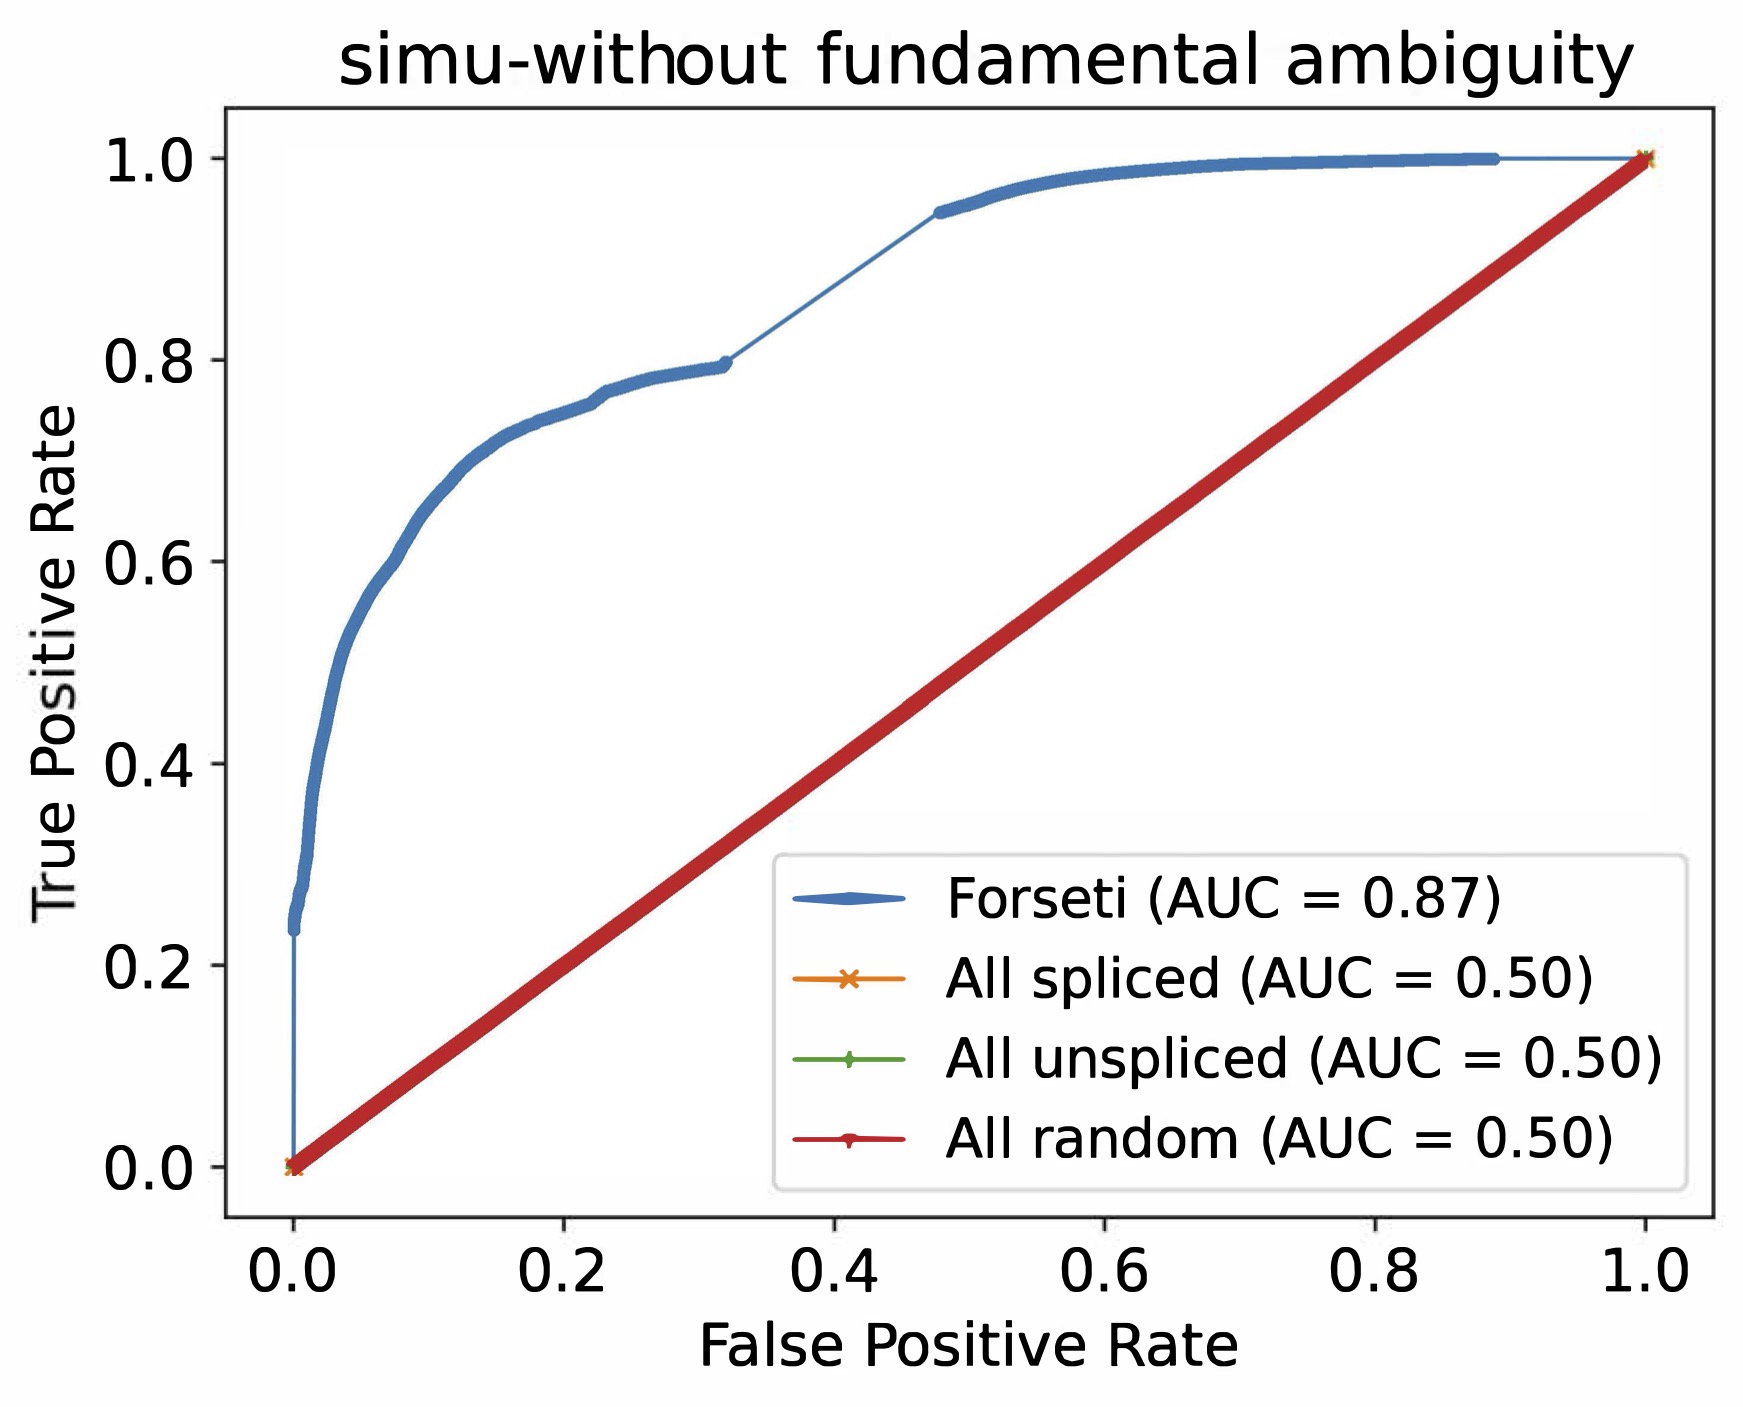 simu-without fundamental ambiguity
True Positive Rate
1.0
0.8
0.6
0.4
0.2
0.0
Forseti (AUC = 0.87)
All spliced (AUC = 0.50)
All unspliced (AUC = 0.50)
All random (AUC = 0.50)
0.0 0.2 0.4 0.6 0.8 1.0
False Positive Rate